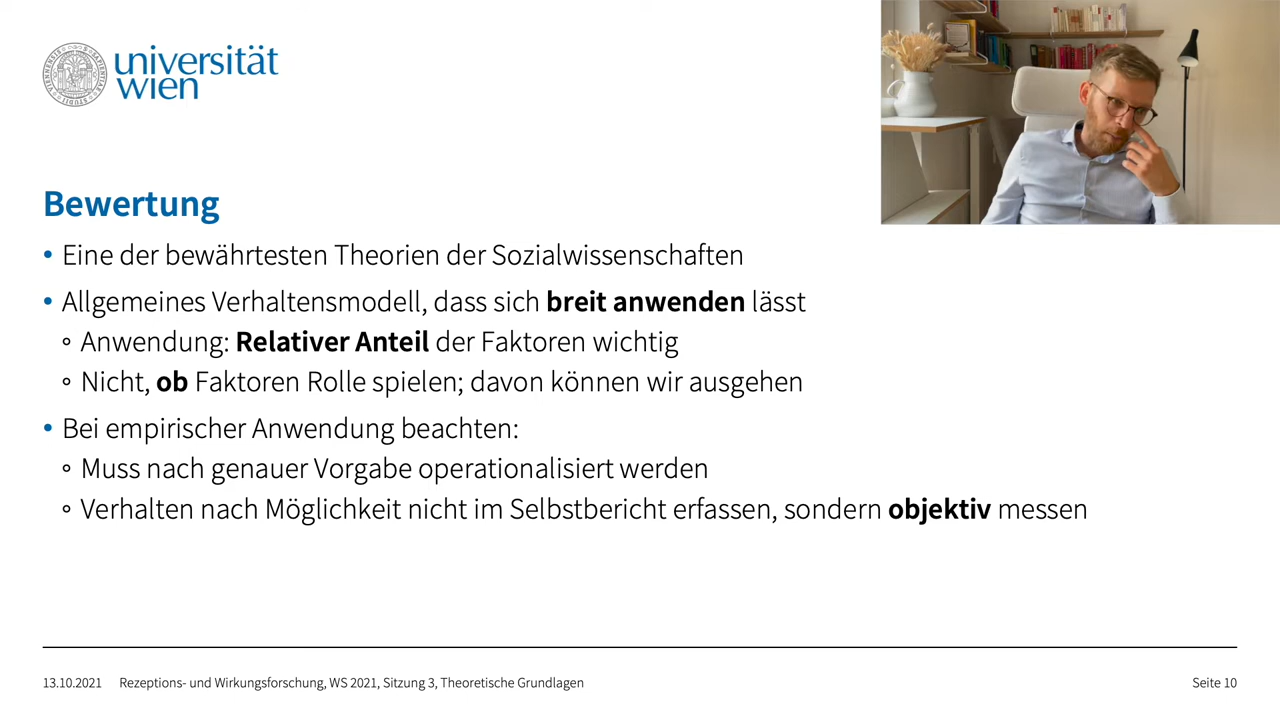 universität
wien
Bewertung
• Eine der bewährtesten Theorien der Sozialwissenschaften
• Allgemeines Verhaltensmodell, dass sich breit anwenden lässt
◦ Anwendung: Relativer Anteil der Faktoren wichtig
◦ Nicht, ob Faktoren Rolle spielen; davon können wir ausgehen
• Bei empirischer Anwendung beachten:
◦ Muss nach genauer Vorgabe operationalisiert werden
◦ Verhalten nach Möglichkeit nicht im Selbstbericht erfassen, sondern objektiv messen
13.10.2021 Rezeptions- und Wirkungsforschung, WS 2021, Sitzung 3, Theoretische Grundlagen Seite 10